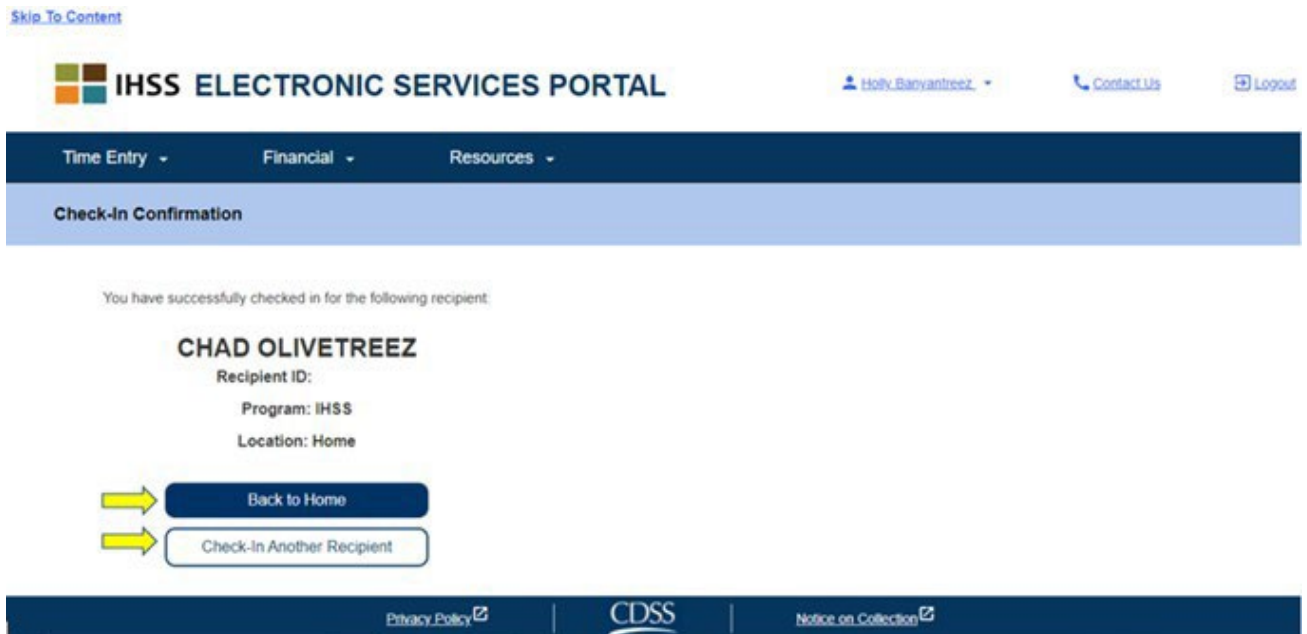 Skip To Content
IHSS ELECTRONIC SERVICES PORTAL
Holly Banyantreez
Contact Us
Logout
Time Entry
Financial
Resources
Check-In Confirmation
You have successfully checked in for the following recipient:
CHAD OLIVETREEZ
Recipient ID:
Program: IHSS
Location: Home
Back to Home
Check-In Another Recipient
Privacy Policy
CDSS
Notice on Collection